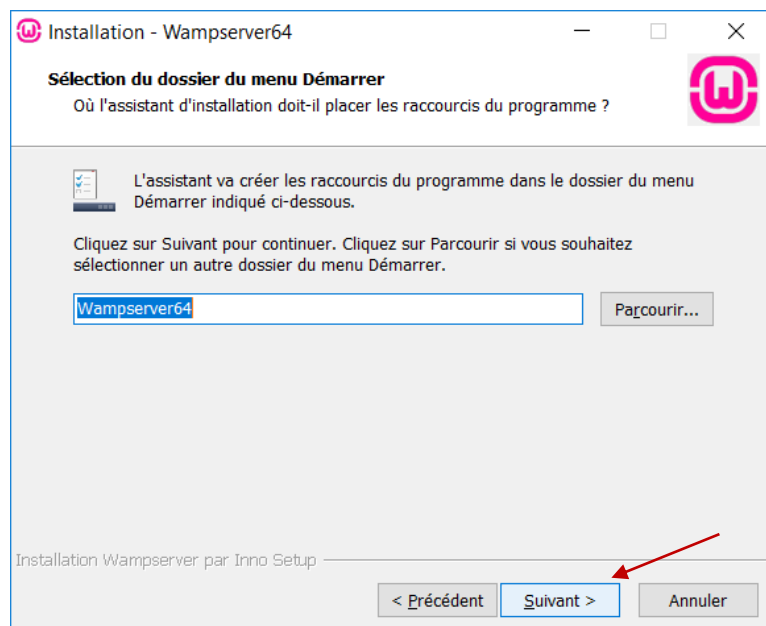 Installation - Wampserver64
Sélection du dossier du menu Démarrer
Où l'assistant d'installation doit-il placer les raccourcis du programme ?
L'assistant va créer les raccourcis du programme dans le dossier du menu
Démarrer indiqué ci-dessous.
Cliquez sur Suivant pour continuer. Cliquez sur Parcourir si vous souhaitez
sélectionner un autre dossier du menu Démarrer.
Wampserver64
Parcourir...
Installation Wampserver par Inno Setup
< Précédent
Suivant >
Annuler